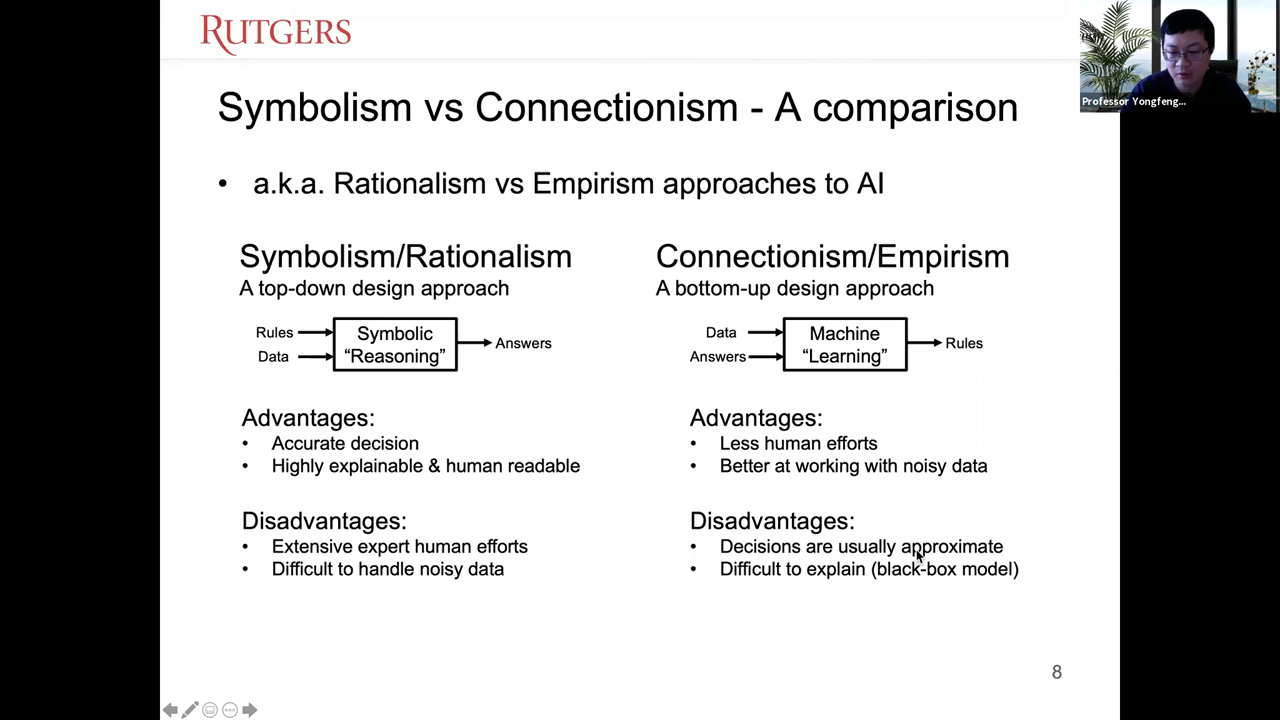 RUTGERS
Professor Yongfeng...
Symbolism vs Connectionism - A comparison
• a.k.a. Rationalism vs Empirism approaches to AI
Symbolism/Rationalism
A top-down design approach
Rules
Data
Symbolic
“Reasoning”
Answers
Advantages:
• Accurate decision
• Highly explainable & human readable
Disadvantages:
• Extensive expert human efforts
• Difficult to handle noisy data
Connectionism/Empirism
A bottom-up design approach
Data
Answers
Machine
“Learning”
Rules
Advantages:
• Less human efforts
• Better at working with noisy data
Disadvantages:
• Decisions are usually approximate
• Difficult to explain (black-box model)
8